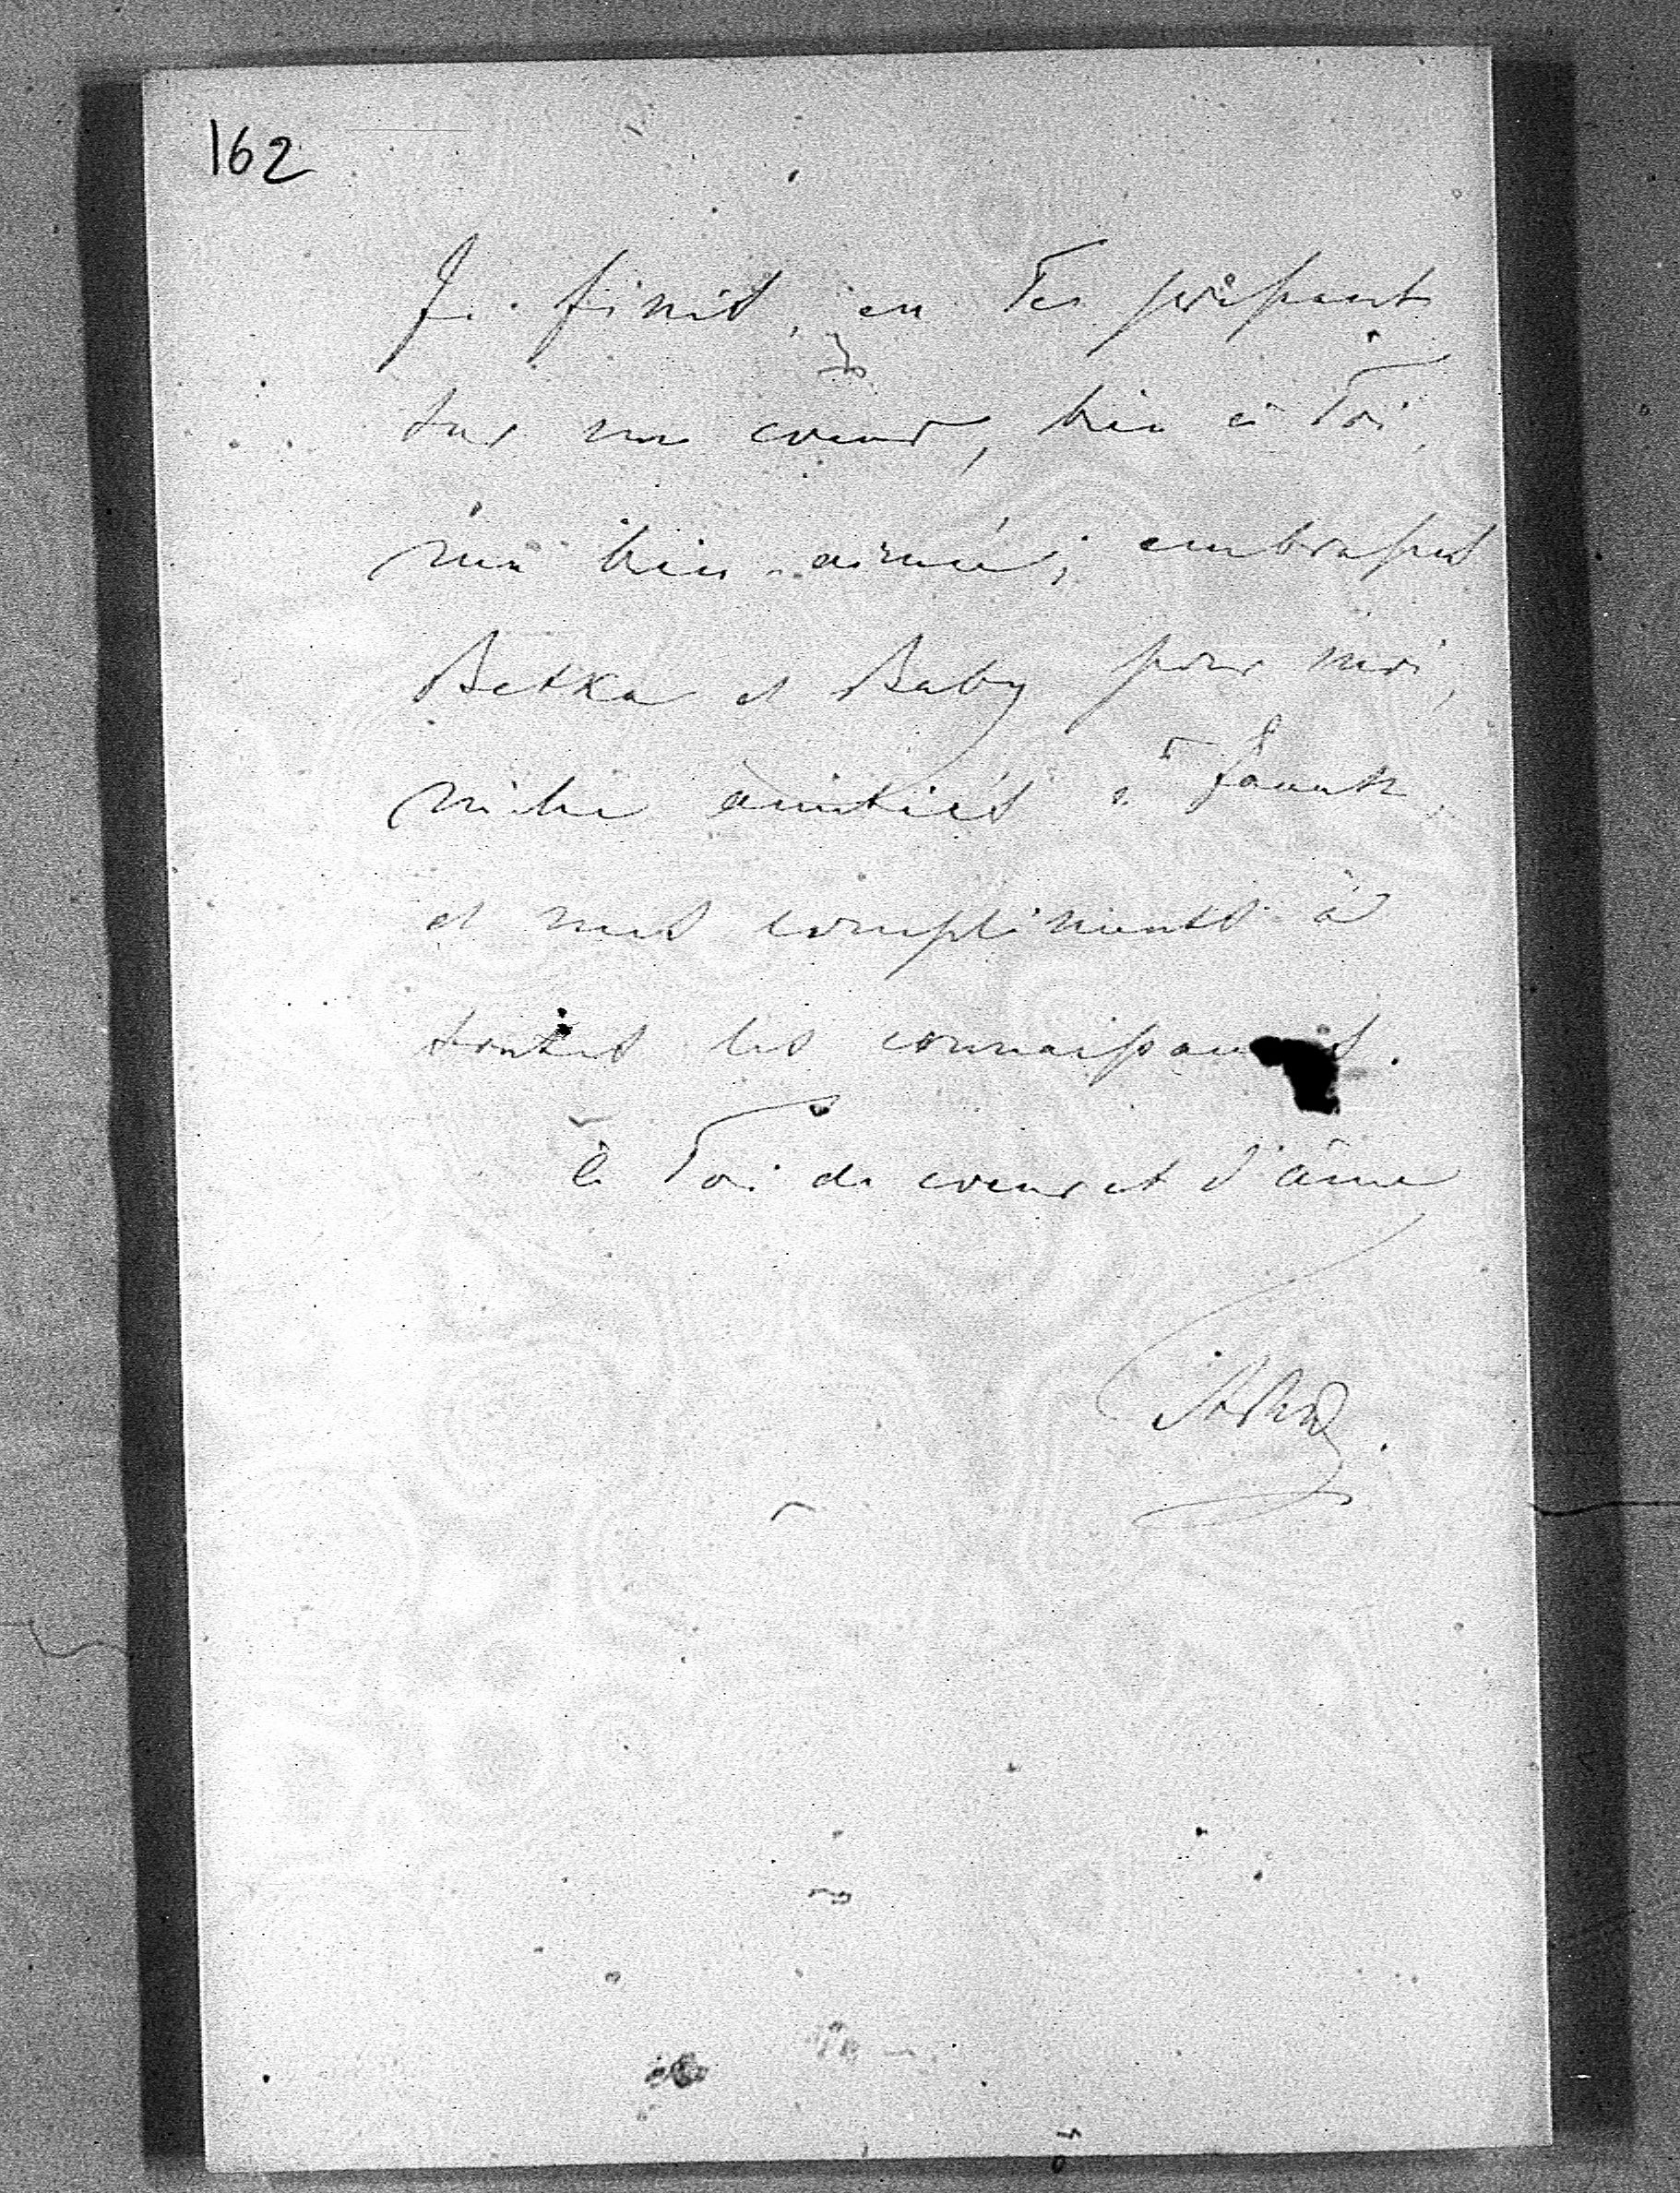 162
Je finis, en Te pressant
sur mon coeur, bien à Toi
ma bien-aimée; embrasses
Betka et Baby pour moi,
mille amitiés à
et mes compliments à
toutes les connaissances.
à Toi de coeur et d'âme